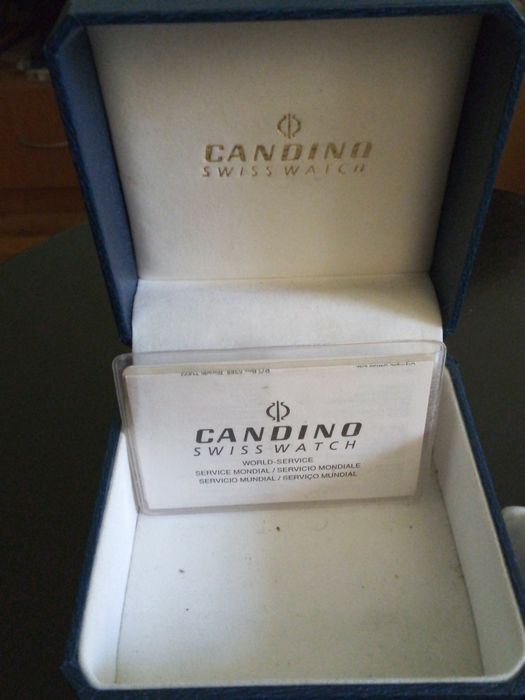 CANDINO
SWISS WATCH
CANDINO
SWISS WATCH
WORLD-SERVICE
SERVICE MONDIAL / SERVICIO MONDIALE
SERVICIO MUNDIAL / SERVIÇO MUNDIAL